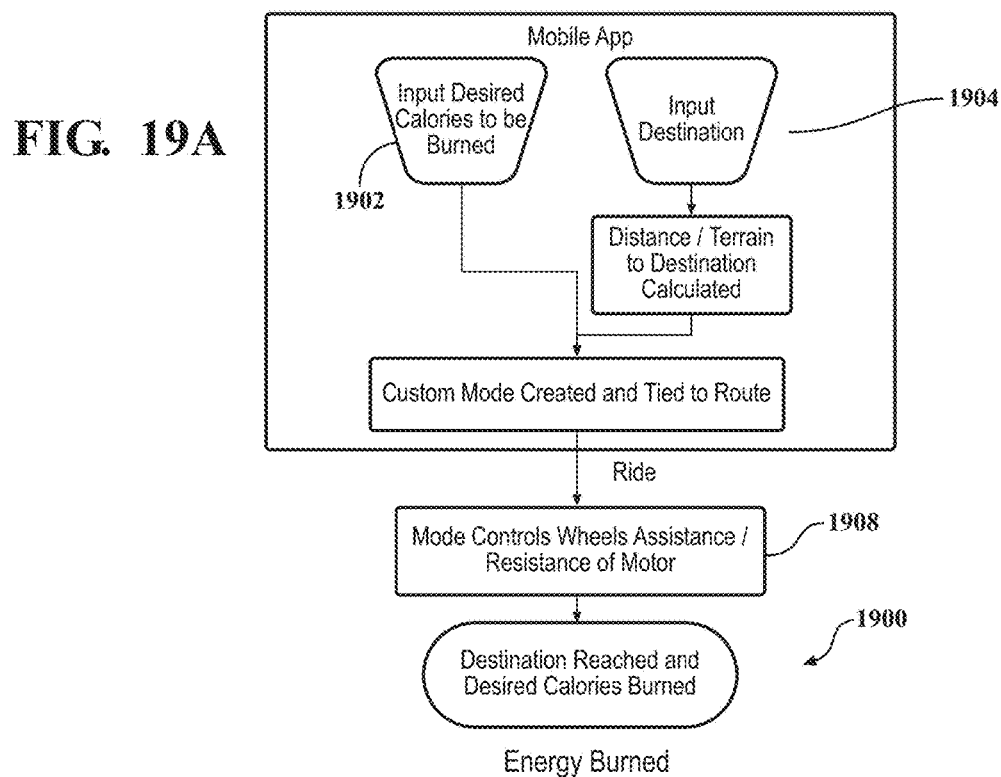 Mobile App
FIG. 19A
Input Desired
Calories to be
Burned
1902
Input
Destination
1904
Distance / Terrain
to Destination
Calculated
Custom Mode Created and Tied to Route
Ride
Mode Controls Wheels Assistance /
Resistance of Motor
1908
1900
Destination Reached and
Desired Calories Burned
Energy Burned